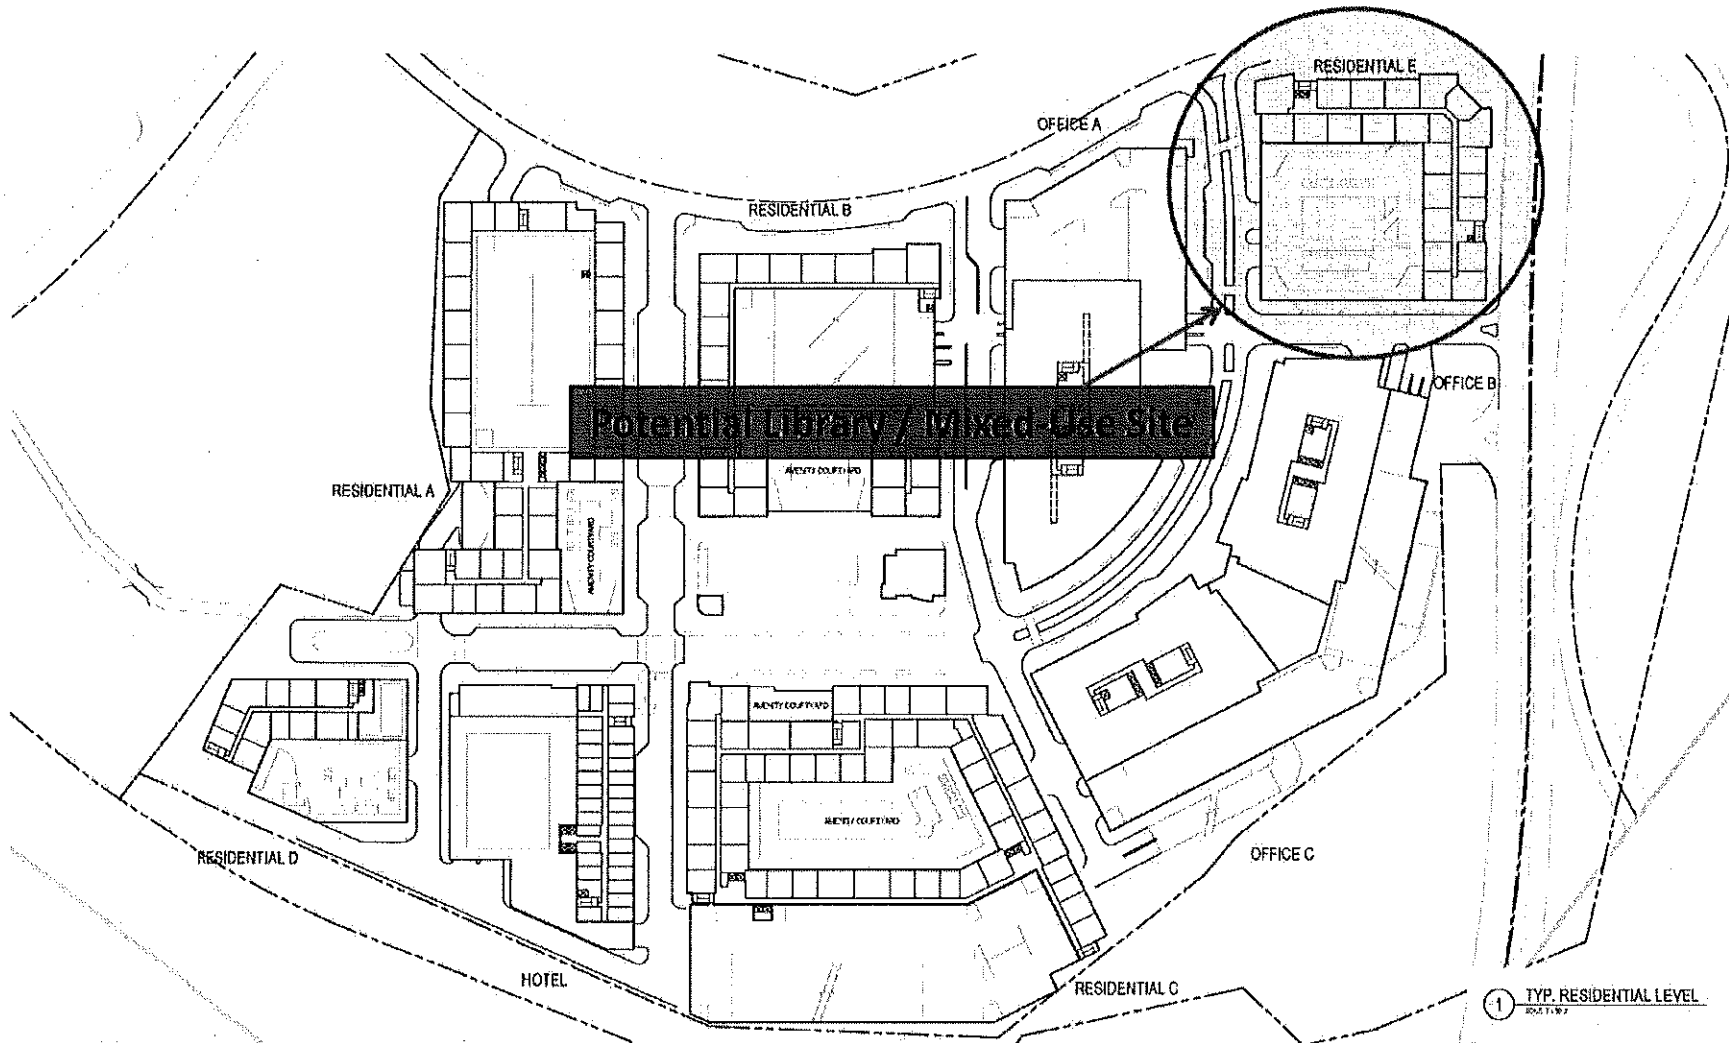 RESIDENTIAL E
OFFICE A
RESIDENTIAL B
OFFICE B
Potential Library / Mixed-Use Site
AMENITY COURTYARD
RESIDENTIAL A
AMENITY COURTYARD
AMENITY COURTYARD
AMENITY COURTYARD
RESIDENTIAL D
OFFICE C
HOTEL
RESIDENTIAL C
1 TYP. RESIDENTIAL LEVEL